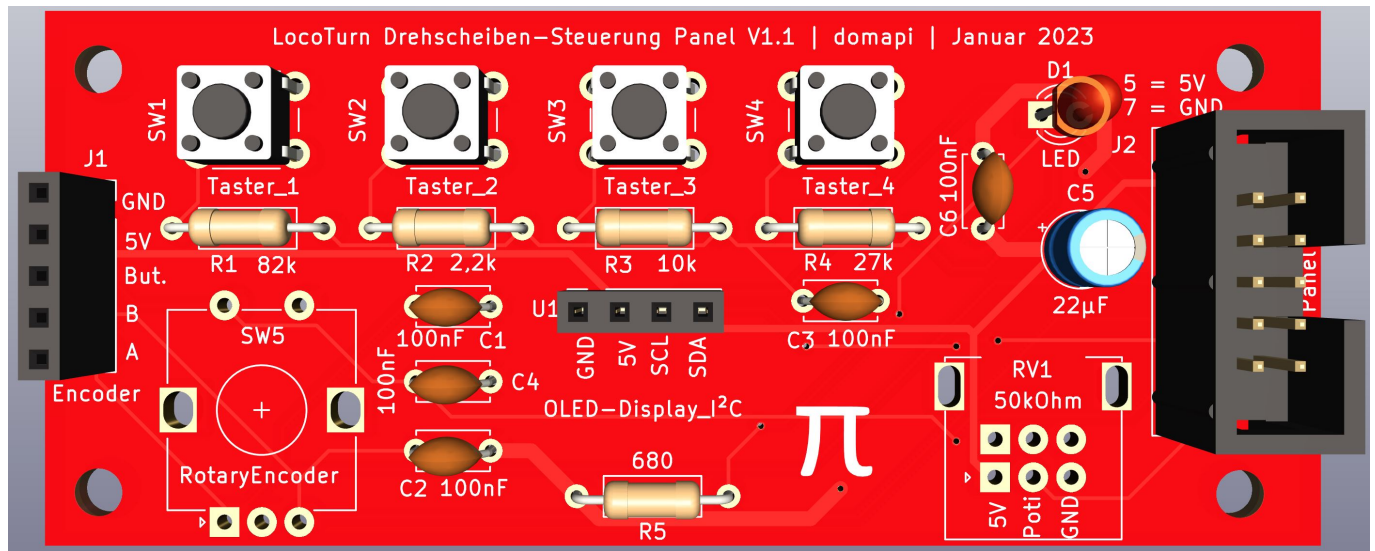 LocoTurn Drehscheiben-Steuerung Panel V1.1 | domapi | Januar 2023
SW1
SW2
SW3
SW4
D1
5 = 5V
7 = GND
LED
J2
J1
Taster_1
Taster_2
Taster_3
Taster_4
C6 100nF
C5
+
22µF
GND
5V
But.
B
A
Encoder
R1 82k
R2 2,2k
R3 10k
R4 27k
SW5
RotaryEncoder
100nF C1
100nF
C4
C2 100nF
U1
GND
5V
SCL
SDA
OLED-Display_I²C
C3 100nF
π
680
R5
RV1
50kOhm
5V
Poti
GND
Panel